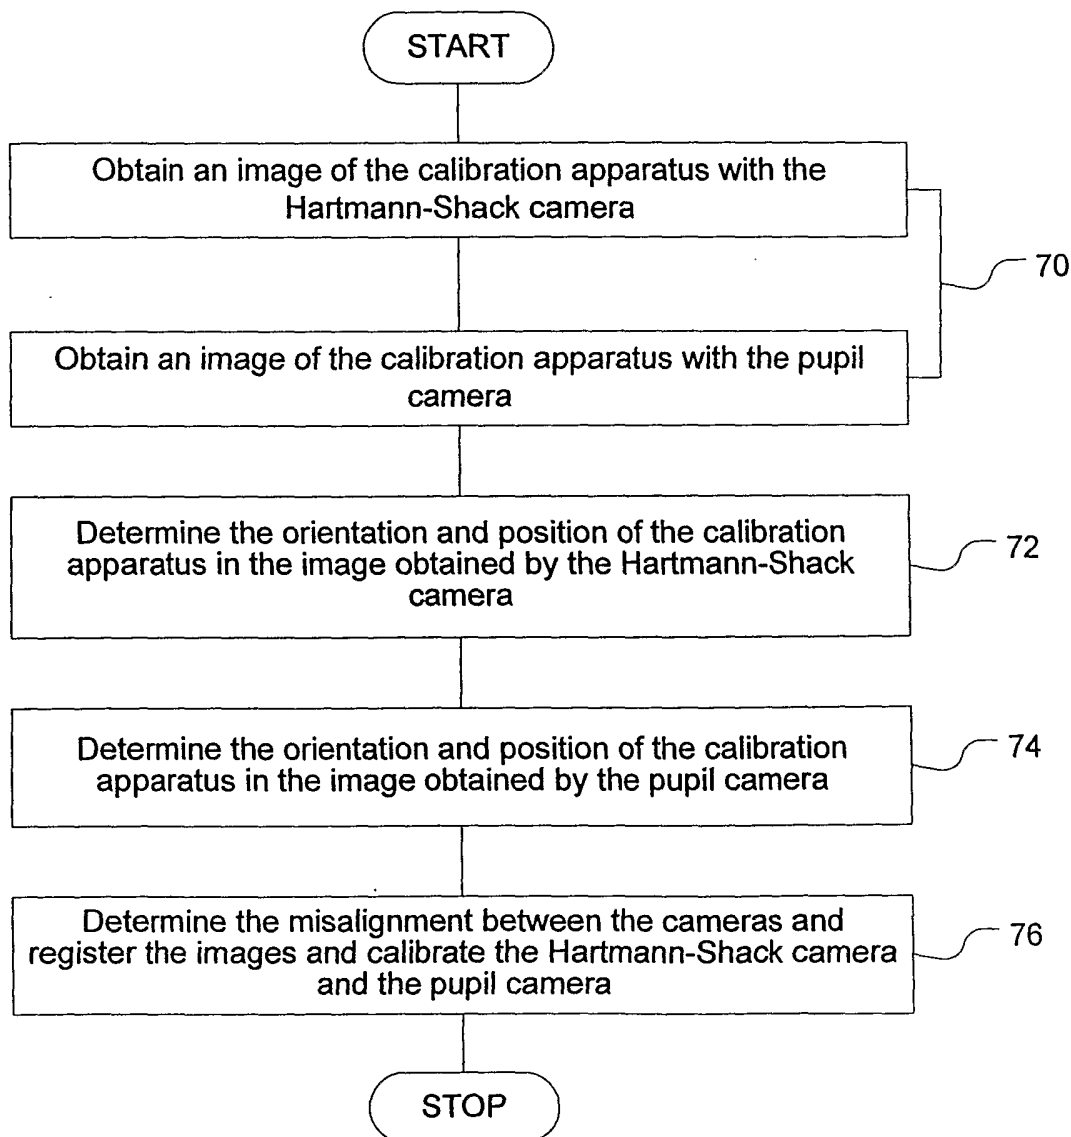 START
Obtain an image of the calibration apparatus with the
Hartmann-Shack camera
70
Obtain an image of the calibration apparatus with the pupil
camera
Determine the orientation and position of the calibration
apparatus in the image obtained by the Hartmann-Shack
camera
72
Determine the orientation and position of the calibration
apparatus in the image obtained by the pupil camera
74
Determine the misalignment between the cameras and
register the images and calibrate the Hartmann-Shack camera
and the pupil camera
76
STOP